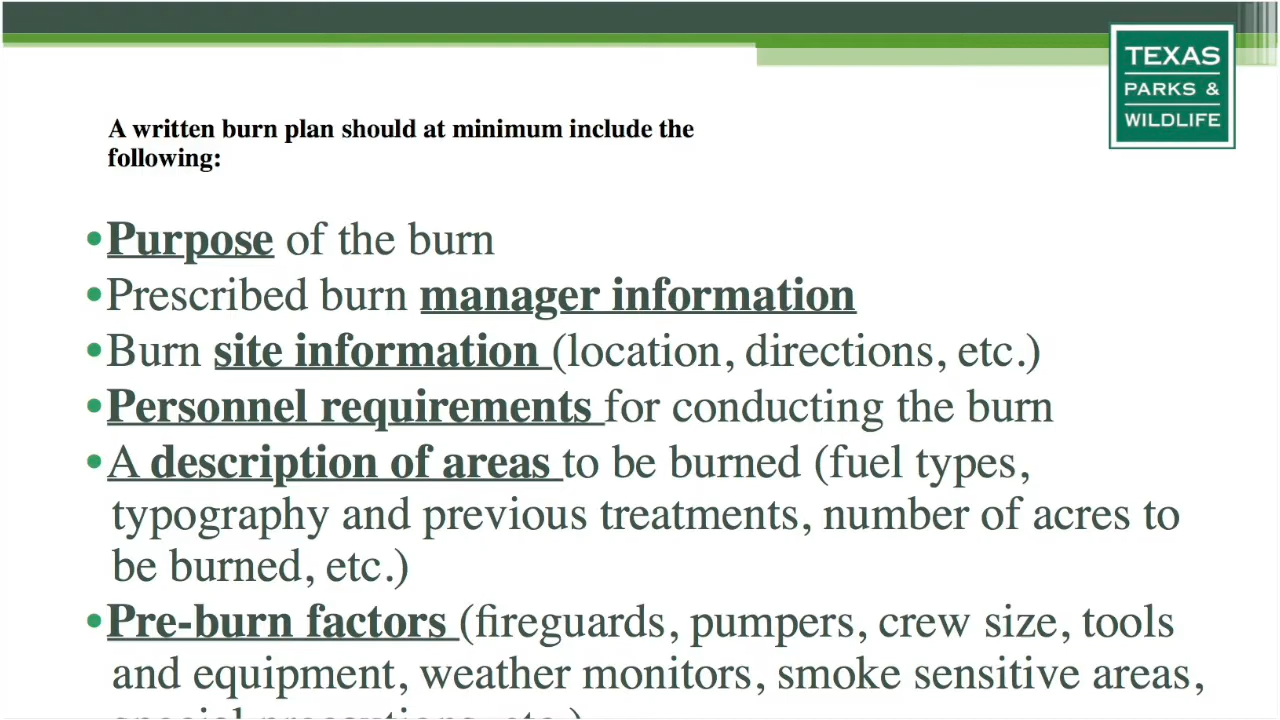 TEXAS
PARKS &
WILDLIFE
A written burn plan should at minimum include the
following:
•Purpose of the burn
•Prescribed burn manager information
•Burn site information (location, directions, etc.)
•Personnel requirements for conducting the burn
•A description of areas to be burned (fuel types,
typography and previous treatments, number of acres to
be burned, etc.)
•Pre-burn factors (fireguards, pumpers, crew size, tools
and equipment, weather monitors, smoke sensitive areas,
special precautions, etc.)